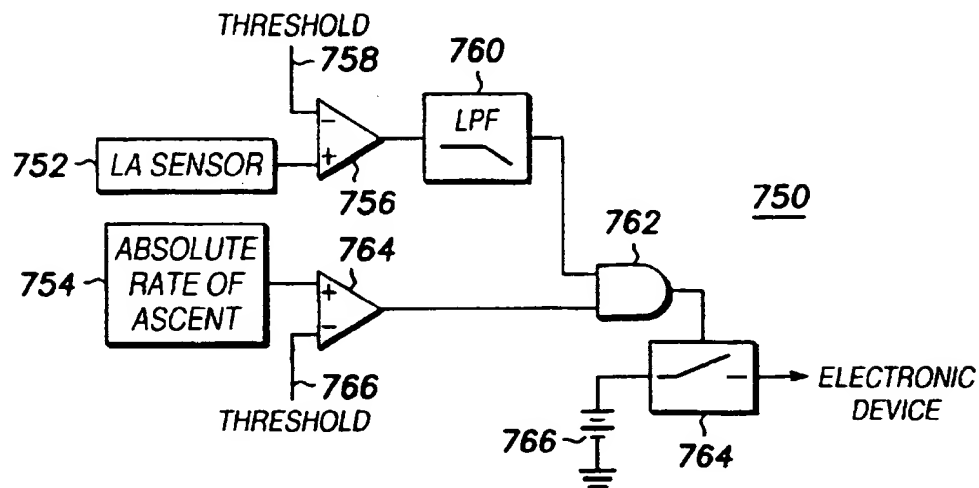 THRESHOLD
758
760
LPF
–
+
752
LA SENSOR
756
750
762
754
ABSOLUTE
RATE OF
ASCENT
764
+
–
766
THRESHOLD
ELECTRONIC
DEVICE
766
764